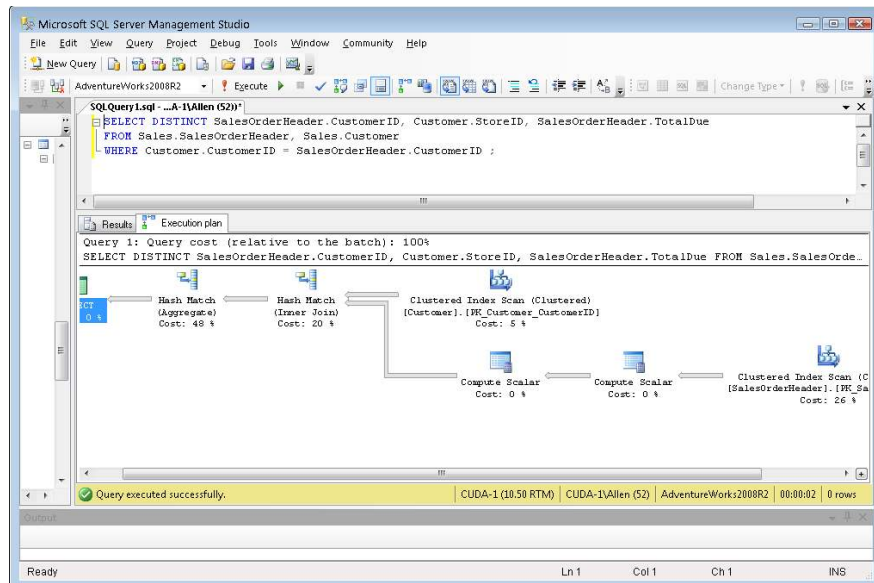 Microsoft SQL Server Management Studio
File Edit View Query Project Debug Tools Window Community Help
New Query
AdventureWorks2008R2 Execute Change Type
SQLQuery1.sql - ...A-1\Allen (52))*
SELECT DISTINCT SalesOrderHeader.CustomerID, Customer.StoreID, SalesOrderHeader.TotalDue
FROM Sales.SalesOrderHeader, Sales.Customer
WHERE Customer.CustomerID = SalesOrderHeader.CustomerID ;
Results Execution plan
Query 1: Query cost (relative to the batch): 100%
SELECT DISTINCT SalesOrderHeader.CustomerID, Customer.StoreID, SalesOrderHeader.TotalDue FROM Sales.SalesOrde...
ECT
0 %
Hash Match
(Aggregate)
Cost: 48 %
Hash Match
(Inner Join)
Cost: 20 %
Clustered Index Scan (Clustered)
[Customer].[PK_Customer_CustomerID]
Cost: 5 %
Compute Scalar
Cost: 0 %
Compute Scalar
Cost: 0 %
Clustered Index Scan (C
[SalesOrderHeader].[PK_Sa
Cost: 26 %
Query executed successfully. CUDA-1 (10.50 RTM) CUDA-1\Allen (52) AdventureWorks2008R2 00:00:02 0 rows
Output
Ready Ln 1 Col 1 Ch 1 INS